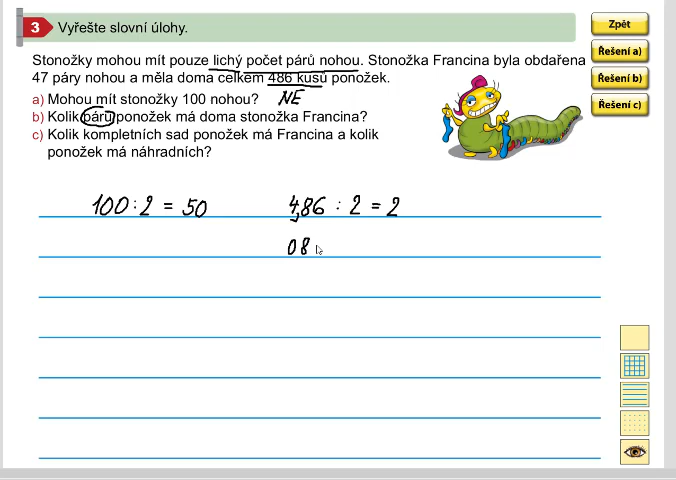 3 Vyřešte slovní úlohy.
Zpět
Řešení a)
Řešení b)
Řešení c)
Stonožky mohou mít pouze lichý počet párů nohou. Stonožka Francina byla obdařena
47 páry nohou a měla doma celkem 486 kusů ponožek.
a) Mohou mít stonožky 100 nohou? NE
b) Kolik párů ponožek má doma stonožka Francina?
c) Kolik kompletních sad ponožek má Francina a kolik
ponožek má náhradních?
100 : 2 = 50 486 : 2 = 2
08